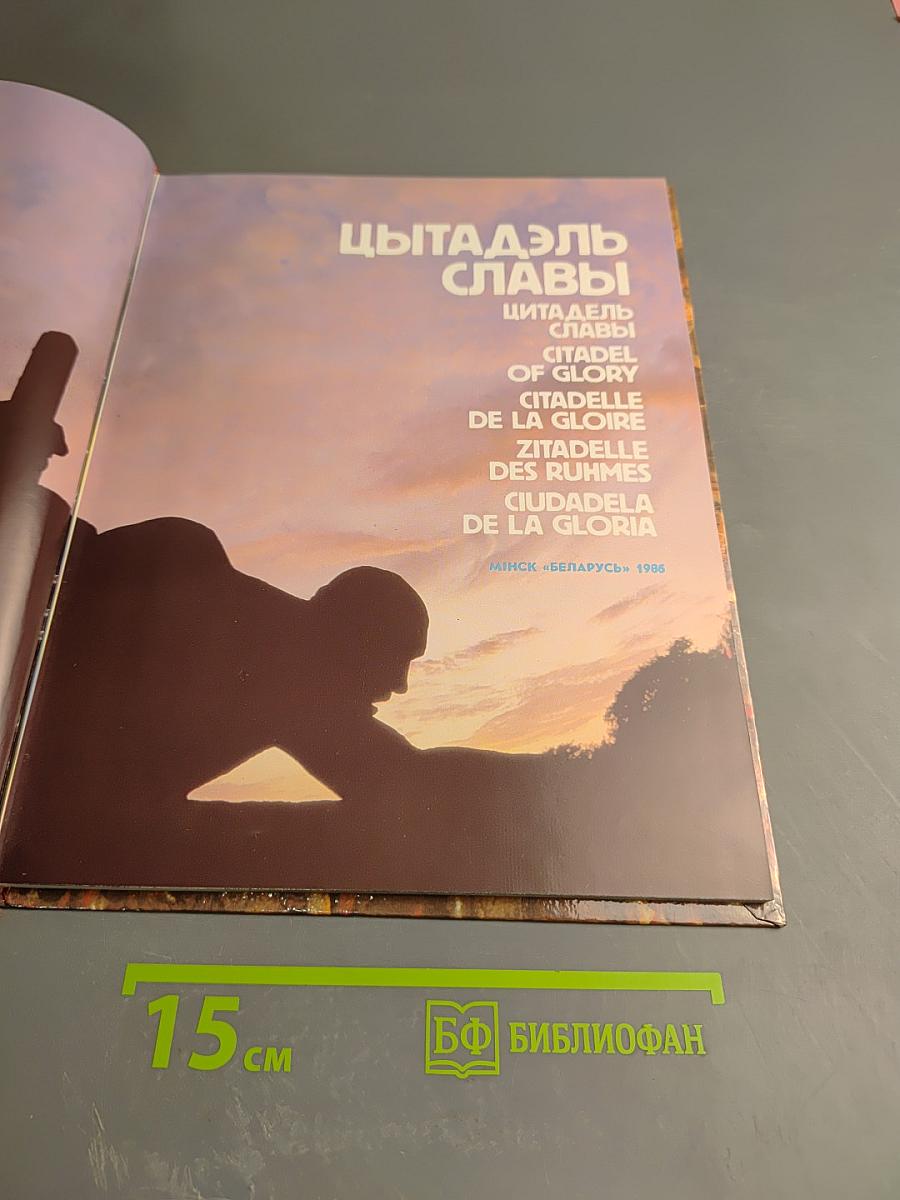 ЦЫТАДЭЛЬ
СЛАВЫ
ЦИТАДЕЛЬ
СЛАВЫ
CITADEL
OF GLORY
CITADELLE
DE LA GLOIRE
ZITADELLE
DES RUHMES
CIUDADELA
DE LA GLORIA
МІНСК «БЕЛАРУСЬ» 1986
15 см
БФ БИБЛИОФАН